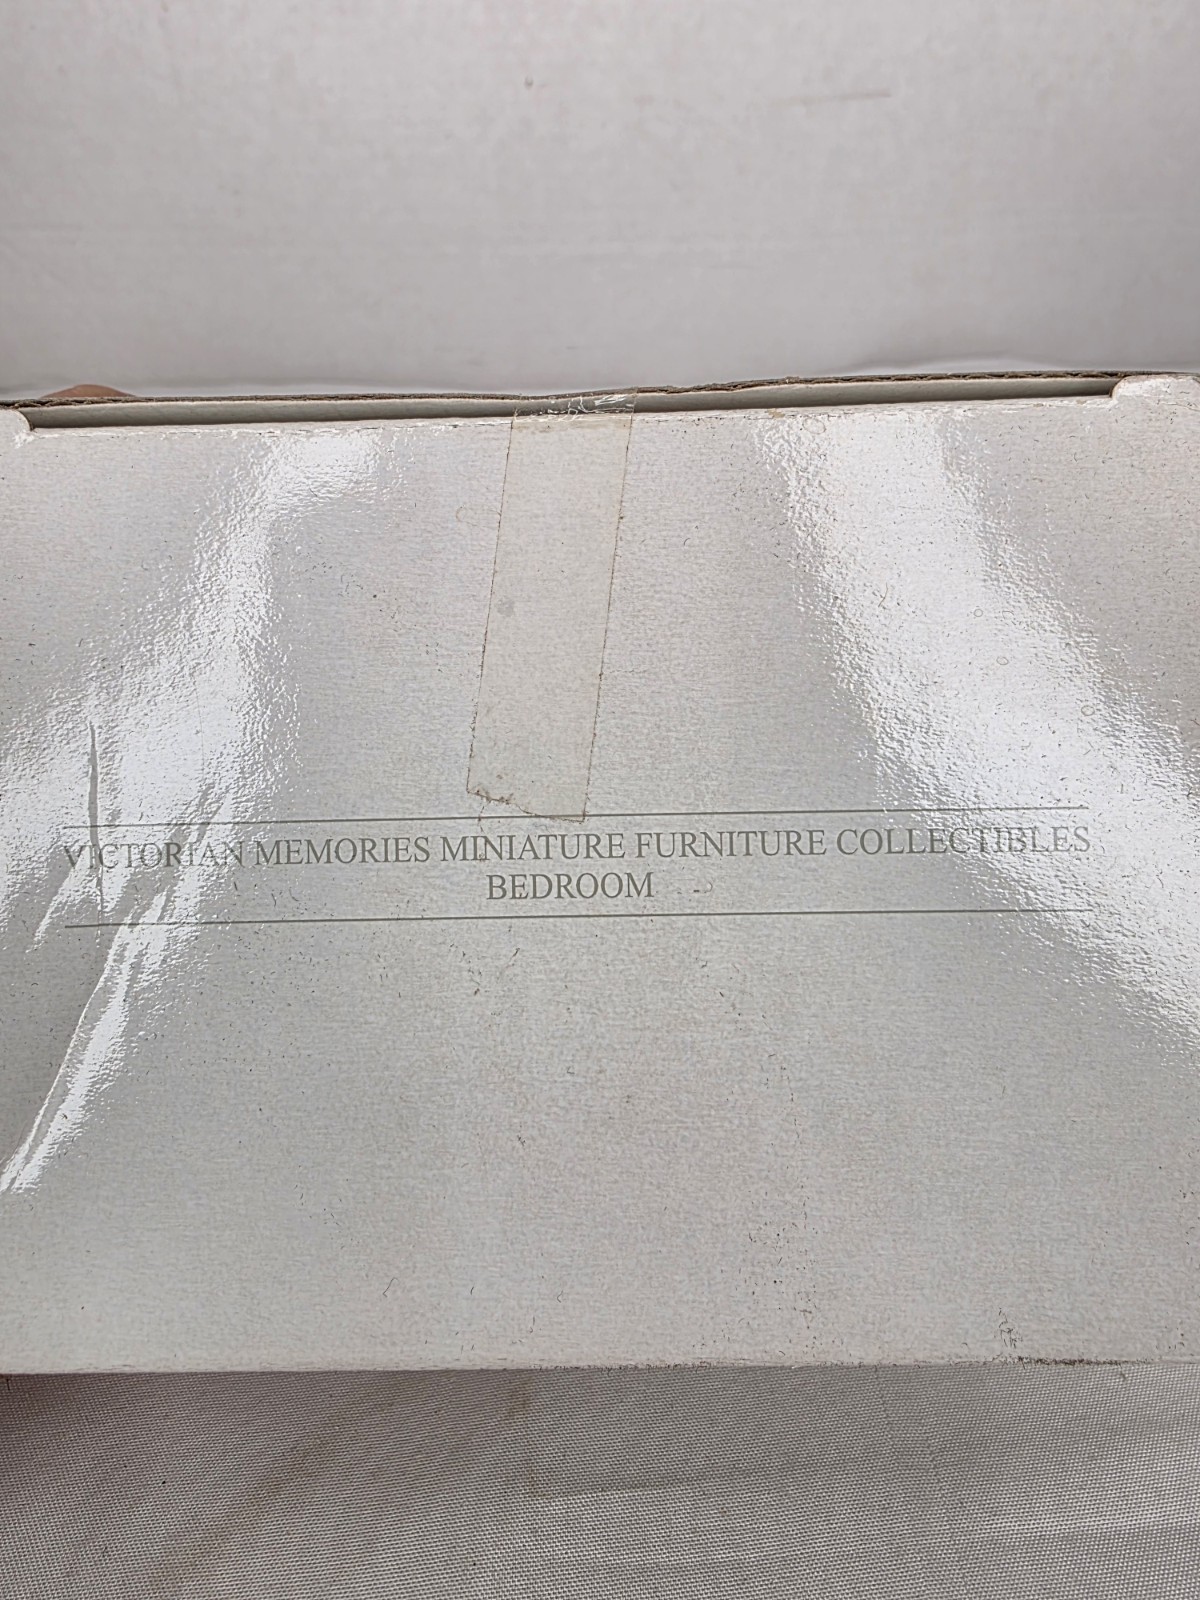 VICTORIAN MEMORIES MINIATURE FURNITURE COLLECTIBLES
BEDROOM